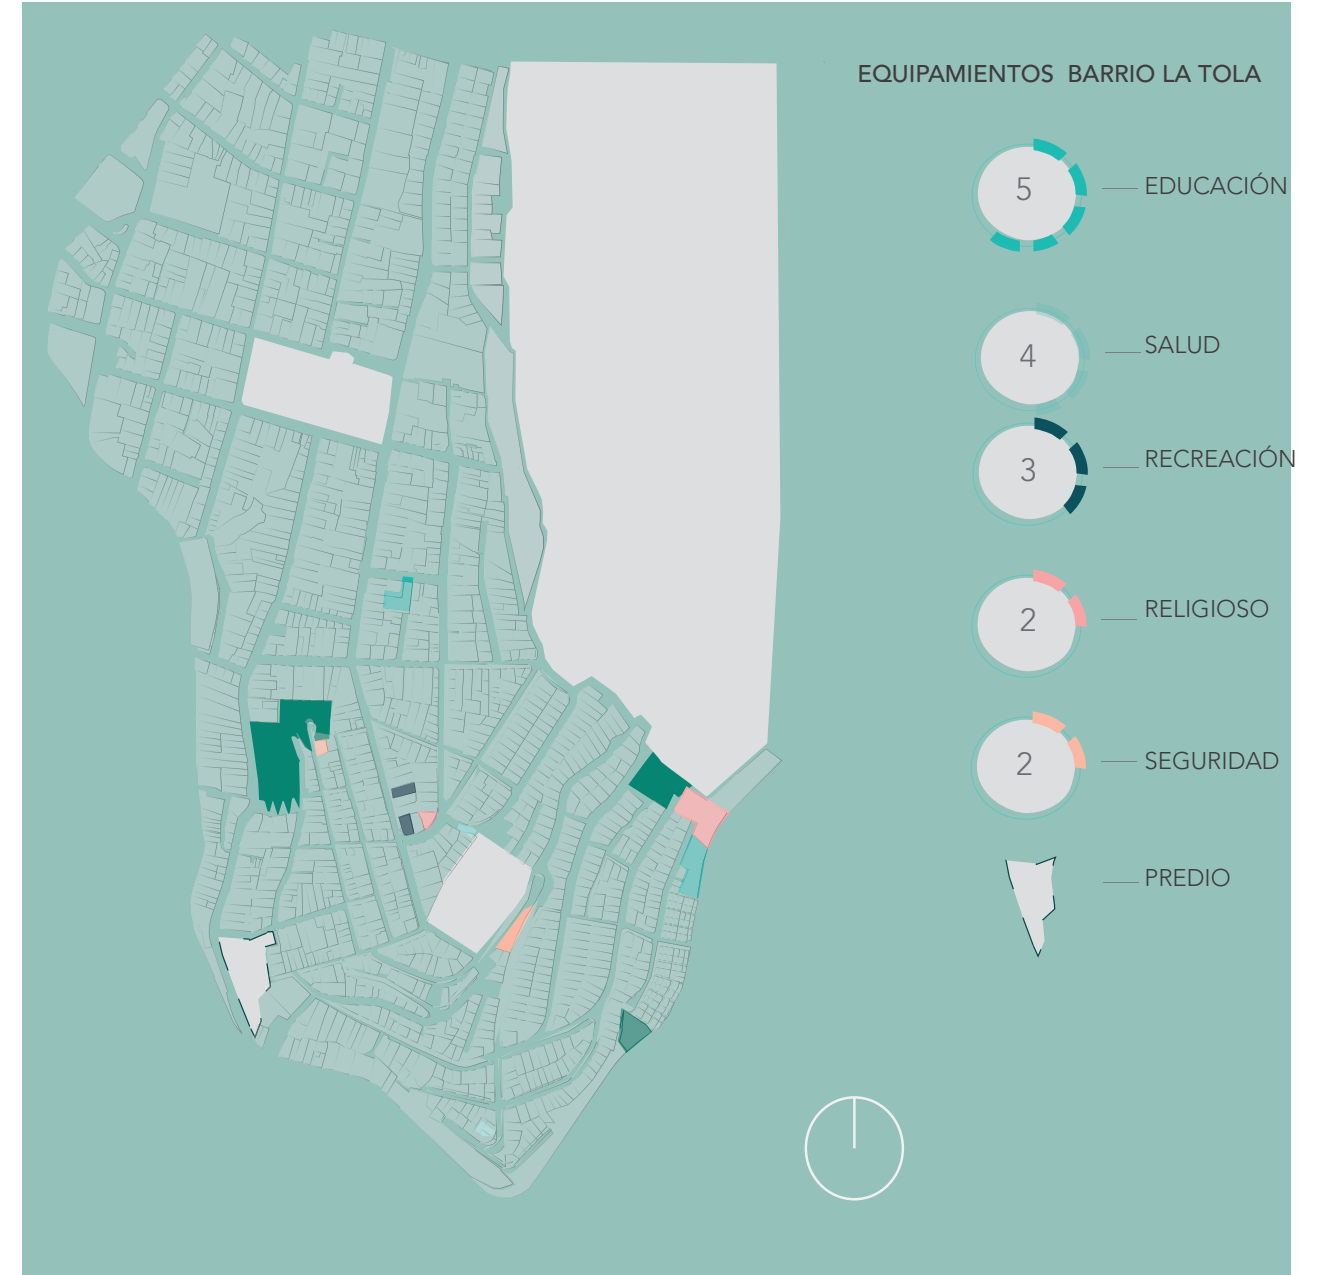 EQUIPAMIENTOS BARRIO LA TOLA
5
EDUCACIÓN
4
SALUD
3
RECREACIÓN
2
RELIGIOSO
2
SEGURIDAD
PREDIO